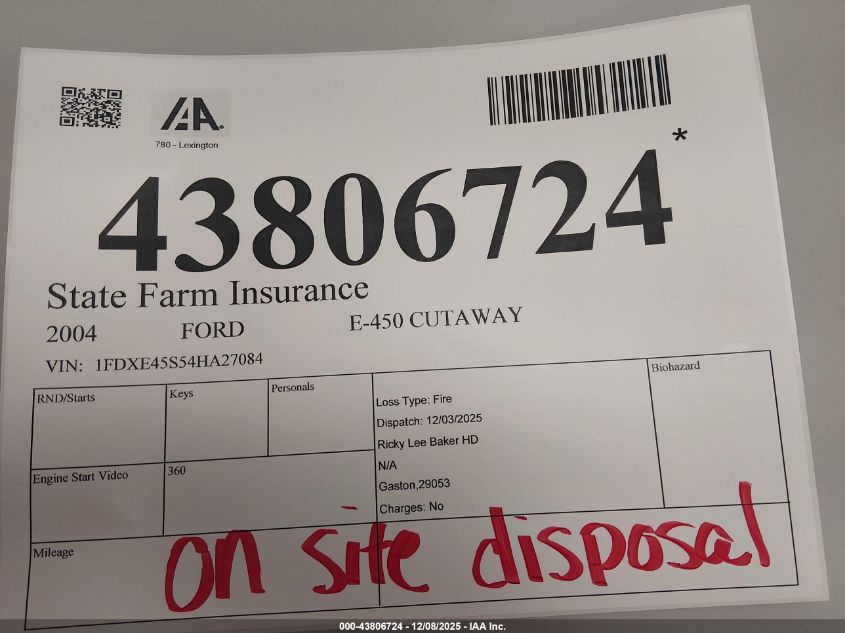 IAA.
780 - Lexington
43806724*
State Farm Insurance
2004 FORD E-450 CUTAWAY
VIN: 1FDXE45S54HA27084
RND/Starts
Keys
Personals
Loss Type: Fire
Dispatch: 12/03/2025
Ricky Lee Baker HD
N/A
Gaston,29053
Charges: No
Biohazard
Engine Start Video
360
Mileage
on site disposal
000-43806724 - 12/08/2025 - IAA Inc.